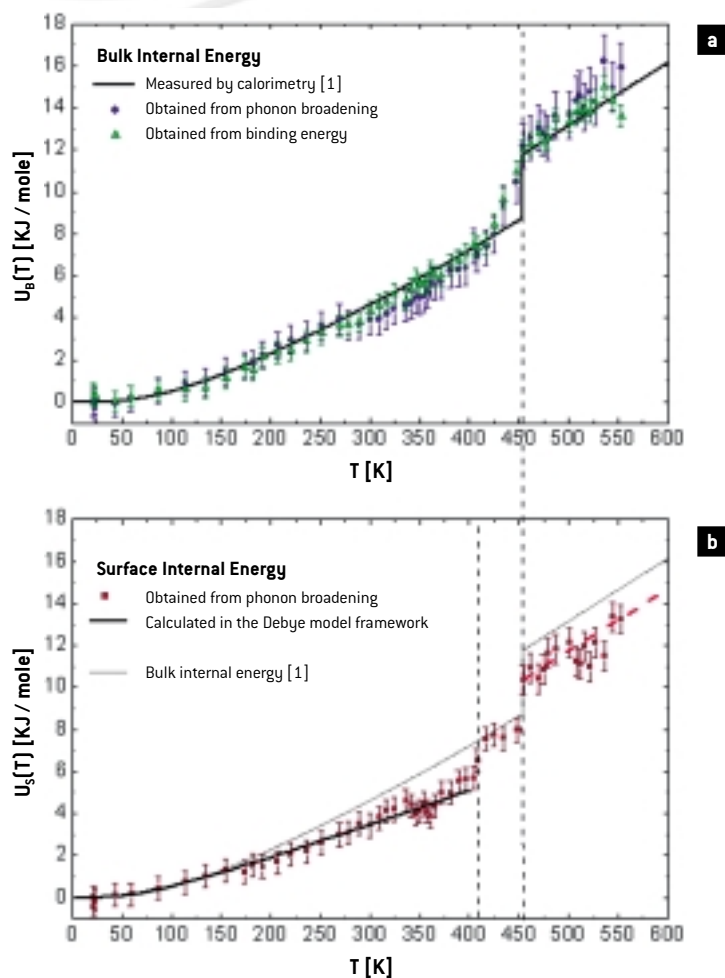 a
18
16
14
12
10
8
6
4
2
0
U_B(T) [KJ / mole]
Bulk Internal Energy
Measured by calorimetry [1]
Obtained from phonon broadening
Obtained from binding energy
0 50 100 150 200 250 300 350 400 450 500 550 600
T [K]
b
18
16
14
12
10
8
6
4
2
0
U_S(T) [KJ / mole]
Surface Internal Energy
Obtained from phonon broadening
Calculated in the Debye model framework
Bulk internal energy [1]
0 50 100 150 200 250 300 350 400 450 500 550 600
T [K]